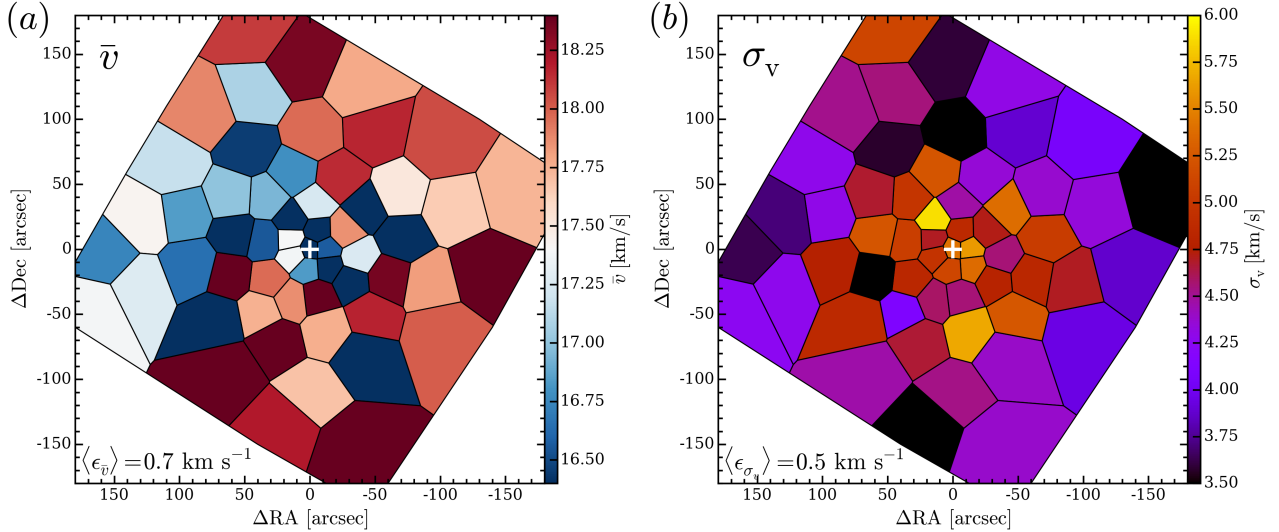 (a)
v̄
⟨ϵv̄⟩=0.7 km s⁻¹
150
100
50
0
-50
-100
-150
ΔDec [arcsec]
150 100 50 0 -50 -100 -150
ΔRA [arcsec]
18.25
18.00
17.75
17.50
17.25
17.00
16.75
16.50
v̄ [km/s]
(b)
σv
⟨ϵσv⟩=0.5 km s⁻¹
150
100
50
0
-50
-100
-150
ΔDec [arcsec]
150 100 50 0 -50 -100 -150
ΔRA [arcsec]
6.00
5.75
5.50
5.25
5.00
4.75
4.50
4.25
4.00
3.75
3.50
σv [km/s]